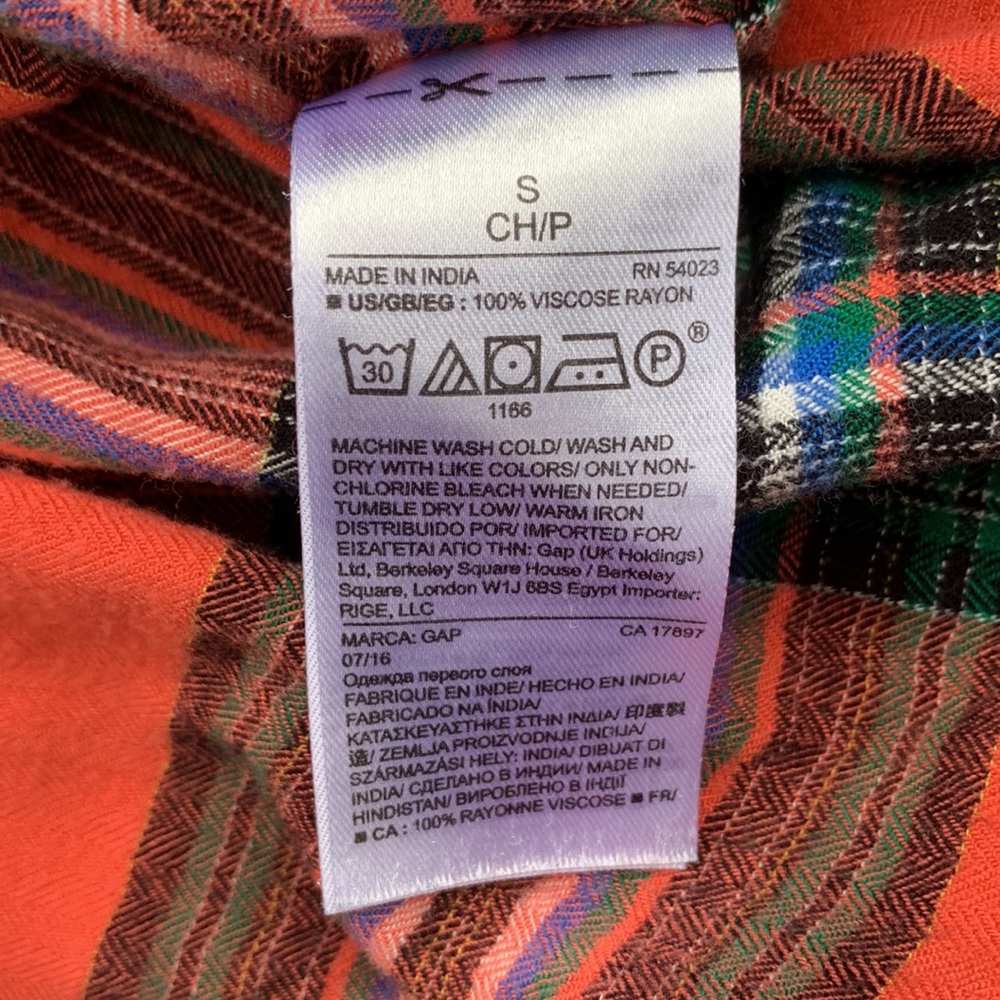 S
CH/P
MADE IN INDIA RN 54023
■ US/GB/EG : 100% VISCOSE RAYON
30 P ®
1166
MACHINE WASH COLD/ WASH AND
DRY WITH LIKE COLORS/ ONLY NON-
CHLORINE BLEACH WHEN NEEDED/
TUMBLE DRY LOW/ WARM IRON
DISTRIBUIDO POR/ IMPORTED FOR/
ΕΙΣΑΓΕΤΑΙ ΑΠΟ ΤΗΝ: Gap (UK Holdings)
Ltd, Berkeley Square House / Berkeley
Square, London W1J 6BS Egypt Importer:
RIGE, LLC
MARCA: GAP CA 17897
07/16
Одежда первого слоя
FABRIQUE EN INDE/ HECHO EN INDIA/
FABRICADO NA ÍNDIA/
ΚΑΤΑΣΚΕΥΑΣΤΗΚΕ ΣΤΗΝ ΙΝΔΙΑ/ 印度製
造/ ZEMLJA PROIZVODNJE INDIJA/
SZÁRMAZÁSI HELY: INDIA/ DIBUAT DI
INDIA/ СДЕЛАНО В ИНДИИ/ MADE IN
HINDISTAN/ ВИРОБЛЕНО В ІНДІЇ
■ CA : 100% RAYONNE VISCOSE ■ FR/